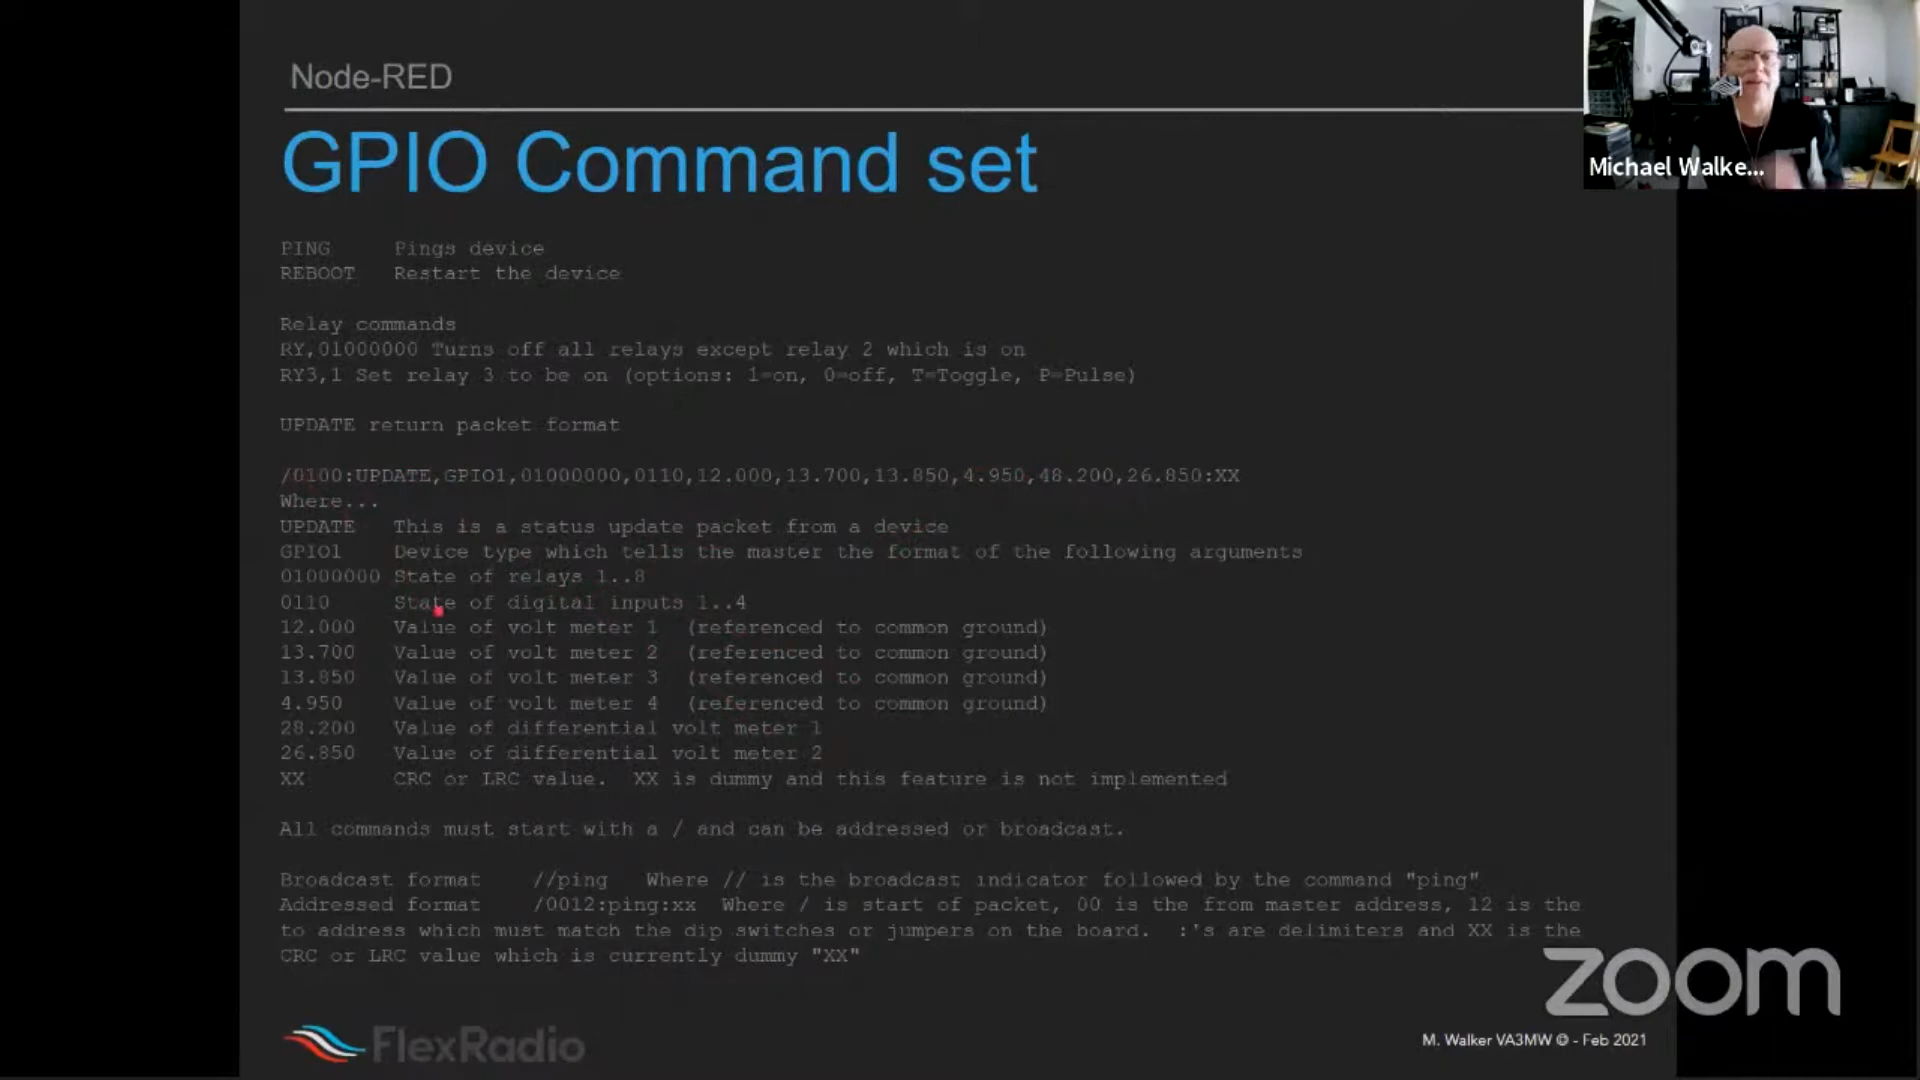 Node-RED
GPIO Command set
PING Pings device
REBOOT Restart the device
Relay commands
RY,01000000 Turns off all relays except relay 2 which is on
RY3,1 Set relay 3 to be on (options: 1=on, 0=off, T=Toggle, P=Pulse)
UPDATE return packet format
/0100:UPDATE,GPIO1,01000000,0110,12.000,13.700,13.850,4.950,48.200,26.850:XX
Where...
UPDATE This is a status update packet from a device
GPIO1 Device type which tells the master the format of the following arguments
01000000 State of relays 1..8
0110 State of digital inputs 1..4
12.000 Value of volt meter 1 (referenced to common ground)
13.700 Value of volt meter 2 (referenced to common ground)
13.850 Value of volt meter 3 (referenced to common ground)
4.950 Value of volt meter 4 (referenced to common ground)
28.200 Value of differential volt meter 1
26.850 Value of differential volt meter 2
XX CRC or LRC value. XX is dummy and this feature is not implemented
All commands must start with a / and can be addressed or broadcast.
Broadcast format //ping Where // is the broadcast indicator followed by the command "ping"
Addressed format /0012:ping:xx Where / is start of packet, 00 is the from master address, 12 is the
to address which must match the dip switches or jumpers on the board. :'s are delimiters and XX is the
CRC or LRC value which is currently dummy "XX"
FlexRadio
M. Walker VA3MW © - Feb 2021
Michael Walke...
zoom